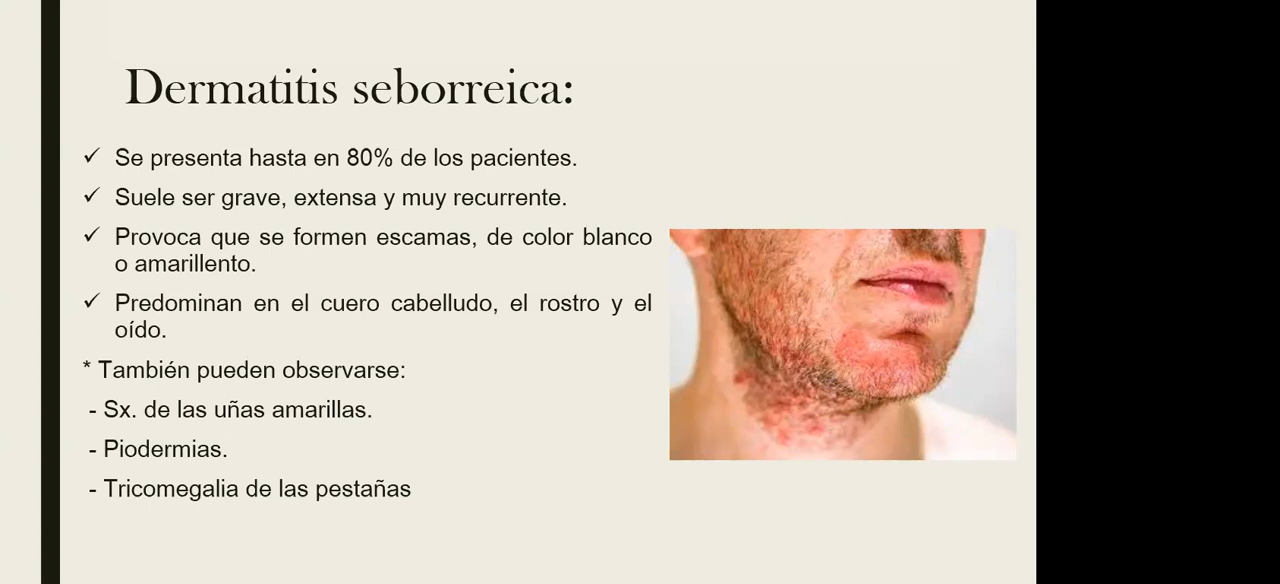 Dermatitis seborreica:
✓ Se presenta hasta en 80% de los pacientes.
✓ Suele ser grave, extensa y muy recurrente.
✓ Provoca que se formen escamas, de color blanco
o amarillento.
✓ Predominan en el cuero cabelludo, el rostro y el
oído.
* También pueden observarse:
- Sx. de las uñas amarillas.
- Piodermias.
- Tricomegalia de las pestañas